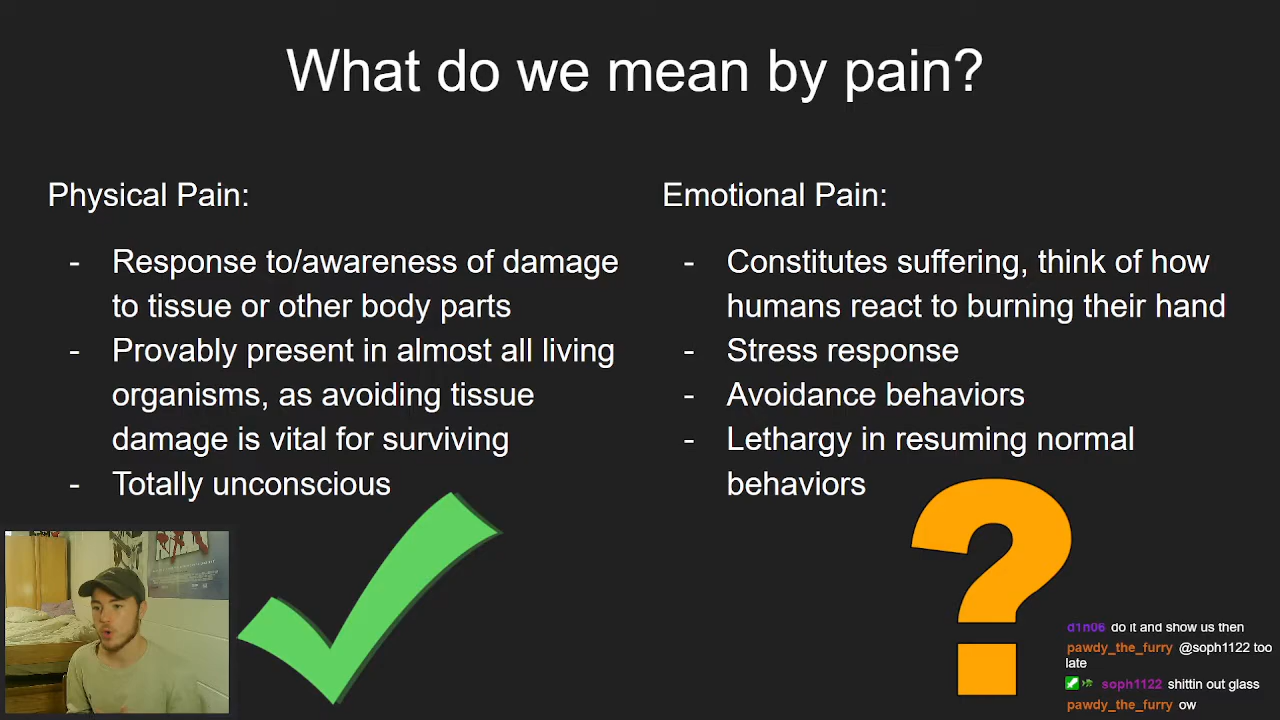 What do we mean by pain?
Physical Pain:
- Response to/awareness of damage
to tissue or other body parts
- Provably present in almost all living
organisms, as avoiding tissue
damage is vital for surviving
- Totally unconscious
Emotional Pain:
- Constitutes suffering, think of how
humans react to burning their hand
- Stress response
- Avoidance behaviors
- Lethargy in resuming normal
behaviors
?
d1n06 do it and show us then
pawdy_the_furry @soph1122 too
late
soph1122 shittin out glass
pawdy_the_furry ow